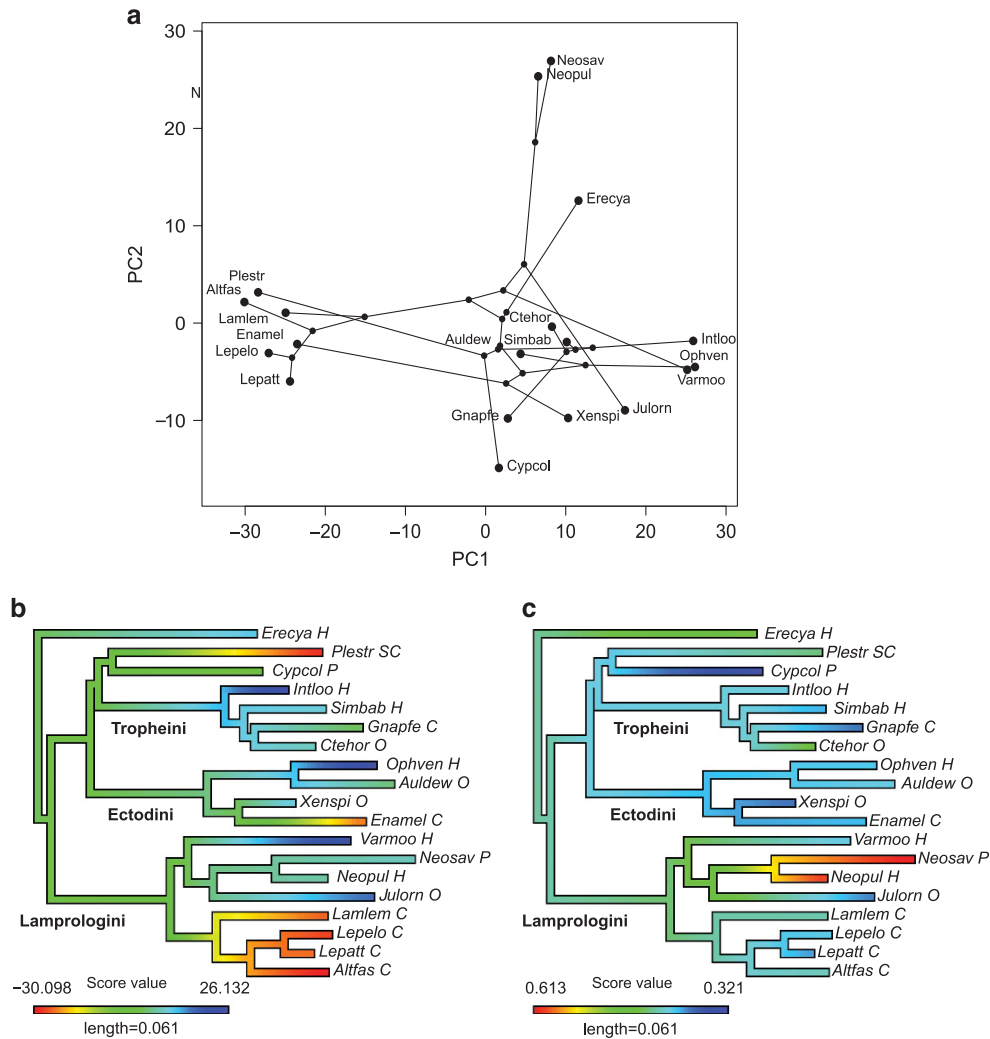 a
30
20
10
0
−10
PC2
N
Neosav
Neopul
Erecya
Plestr
Altfas
Lamlem
Enamel
Lepelo
Lepatt
Ctehor
Auldew
Simbab
Intloo
Ophven
Varmoo
Gnapfe
Xenspi
Julorn
Cypcol
−30 −20 −10 0 10 20 30
PC1
b
Erecya H
Plestr SC
Cypcol P
Intloo H
Simbab H
Tropheini
Gnapfe C
Ctehor O
Ophven H
Auldew O
Ectodini
Xenspi O
Enamel C
Varmoo H
Neosav P
Neopul H
Julorn O
Lamprologini
Lamlem C
Lepelo C
Lepatt C
Altfas C
−30.098 Score value 26.132
length=0.061
c
Erecya H
Plestr SC
Cypcol P
Intloo H
Simbab H
Tropheini
Gnapfe C
Ctehor O
Ophven H
Auldew O
Ectodini
Xenspi O
Enamel C
Varmoo H
Neosav P
Neopul H
Julorn O
Lamprologini
Lamlem C
Lepelo C
Lepatt C
Altfas C
0.613 Score value 0.321
length=0.061